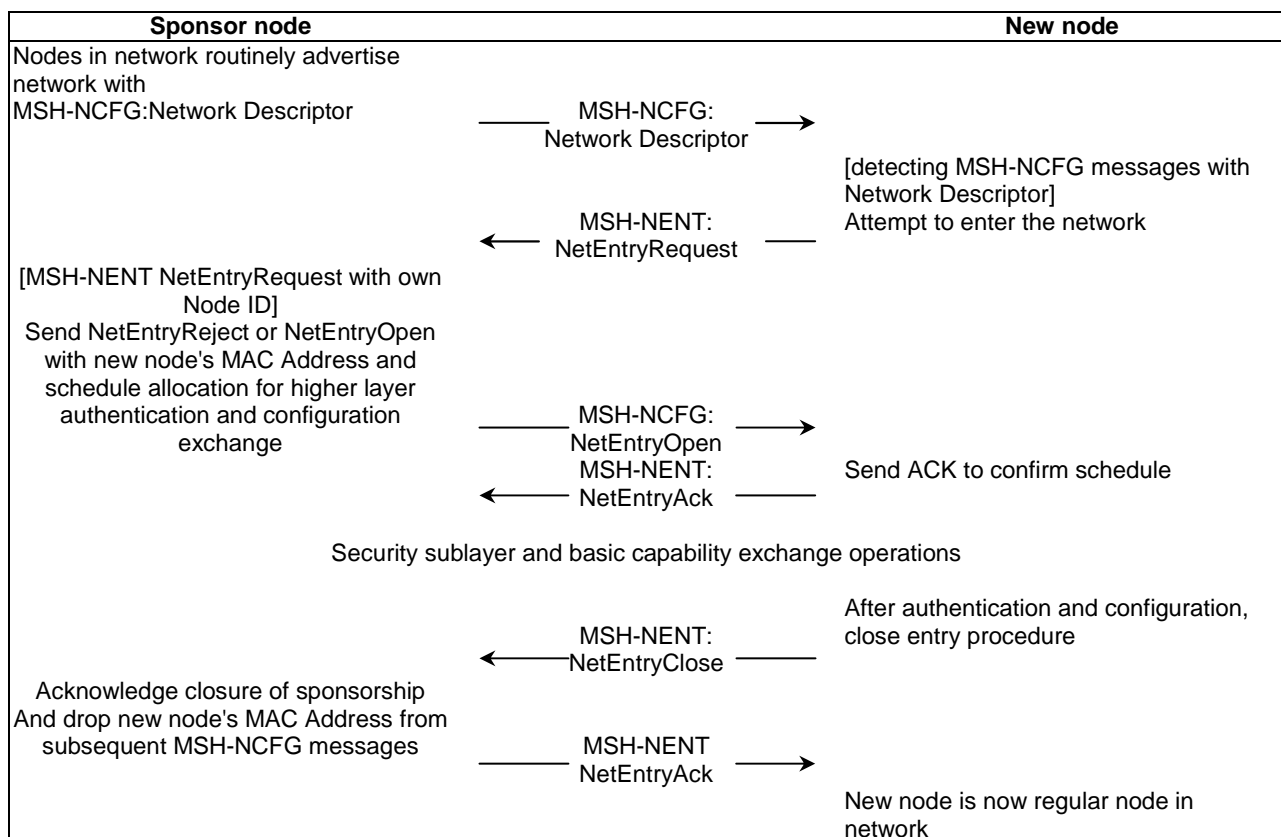 Sponsor node
New node
Nodes in network routinely advertise
network with
MSH-NCFG:Network Descriptor
MSH-NCFG:
Network Descriptor
[detecting MSH-NCFG messages with
Network Descriptor]
Attempt to enter the network
MSH-NENT:
NetEntryRequest
[MSH-NENT NetEntryRequest with own
Node ID]
Send NetEntryReject or NetEntryOpen
with new node's MAC Address and
schedule allocation for higher layer
authentication and configuration
exchange
MSH-NCFG:
NetEntryOpen
MSH-NENT:
NetEntryAck
Send ACK to confirm schedule
Security sublayer and basic capability exchange operations
After authentication and configuration,
close entry procedure
MSH-NENT:
NetEntryClose
Acknowledge closure of sponsorship
And drop new node's MAC Address from
subsequent MSH-NCFG messages
MSH-NENT
NetEntryAck
New node is now regular node in
network